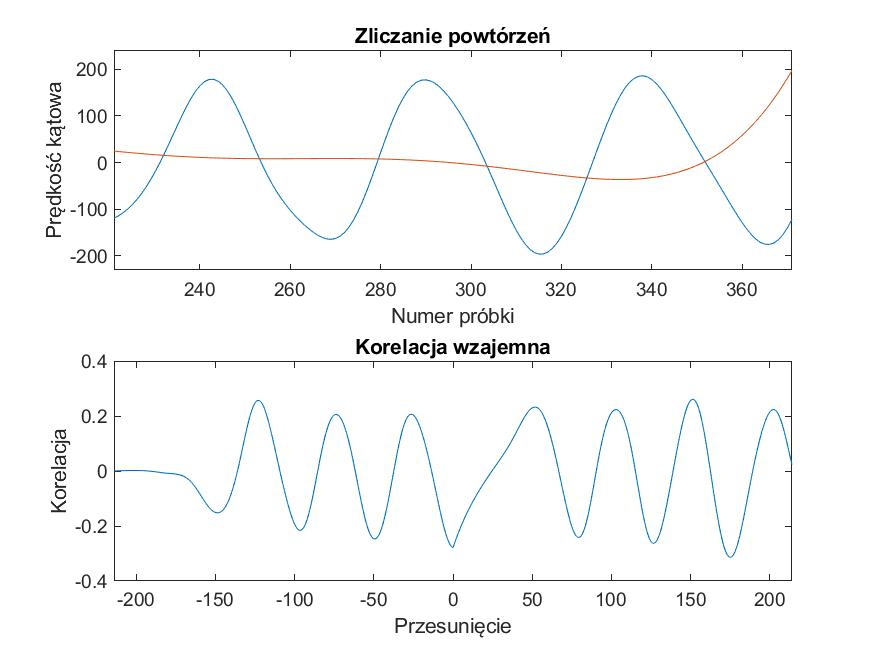 Zliczanie powtórzeń
Prędkość kątowa
200
100
0
-100
-200
240 260 280 300 320 340 360
Numer próbki
Korelacja wzajemna
Korelacja
0.4
0.2
0
-0.2
-0.4
-200 -150 -100 -50 0 50 100 150 200
Przesunięcie